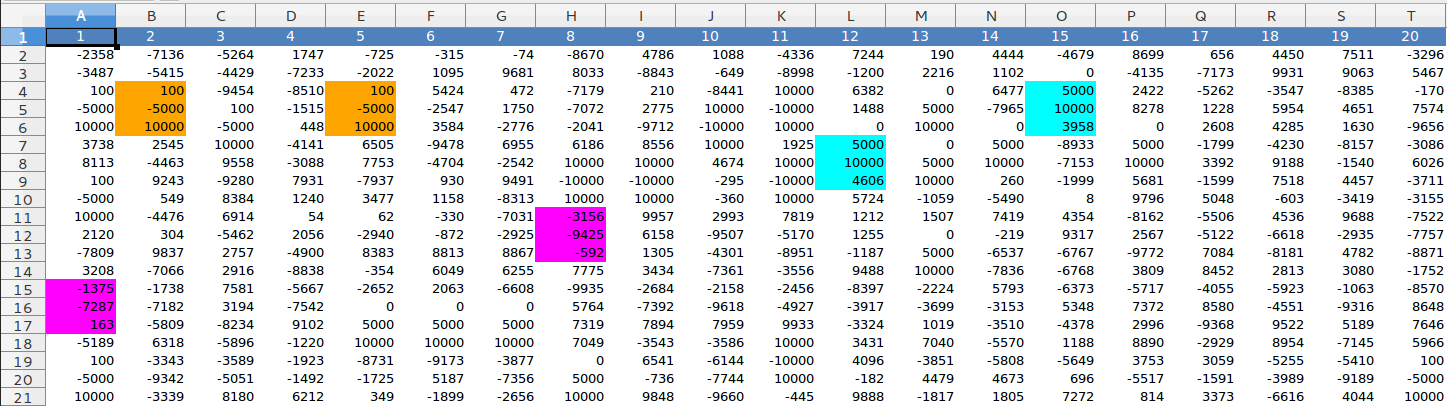 A B C D E F G H I J K L M N O P Q R S T
1 1 2 3 4 5 6 7 8 9 10 11 12 13 14 15 16 17 18 19 20
2 -2358 -7136 -5264 1747 -725 -315 -74 -8670 4786 1088 -4336 7244 190 4444 -4679 8699 656 4450 7511 -3296
3 -3487 -5415 -4429 -7233 -2022 1095 9681 8033 -8843 -649 -8998 -1200 2216 1102 0 -4135 -7173 9931 9063 5467
4 100 100 -9454 -8510 100 5424 472 -7179 210 -8441 10000 6382 0 6477 5000 2422 -5262 -3547 -8385 -170
5 -5000 -5000 100 -1515 -5000 -2547 1750 -7072 2775 10000 -10000 1488 5000 -7965 10000 8278 1228 5954 4651 7574
6 10000 10000 -5000 448 10000 3584 -2776 -2041 -9712 -10000 10000 0 10000 0 3958 0 2608 4285 1630 -9656
7 3738 2545 10000 -4141 6505 -9478 6955 6186 8556 10000 1925 5000 0 5000 -8933 5000 -1799 -4230 -8157 -3086
8 8113 -4463 9558 -3088 7753 -4704 -2542 10000 10000 4674 10000 10000 5000 10000 -7153 10000 3392 9188 -1540 6026
9 100 9243 -9280 7931 -7937 930 9491 -10000 -10000 -295 -10000 4606 10000 260 -1999 5681 -1599 7518 4457 -3711
10 -5000 549 8384 1240 3477 1158 -8313 10000 10000 -360 10000 5724 -1059 -5490 8 9796 5048 -603 -3419 -3155
11 10000 -4476 6914 54 62 -330 -7031 -3156 9957 2993 7819 1212 1507 7419 4354 -8162 -5506 4536 9688 -7522
12 2120 304 -5462 2056 -2940 -872 -2925 -9425 6158 -9507 -5170 1255 0 -219 9317 2567 -5122 -6618 -2935 -7757
13 -7809 9837 2757 -4900 8383 8813 8867 -592 1305 -4301 -8951 -1187 5000 -6537 -6767 -9772 7084 -8181 4782 -8871
14 3208 -7066 2916 -8838 -354 6049 6255 7775 3434 -7361 -3556 9488 10000 -7836 -6768 3809 8452 2813 3080 -1752
15 -1375 -1738 7581 -5667 -2652 2063 -6608 -9935 -2684 -2158 -2456 -8397 -2224 5793 -6373 -5717 -4055 -5923 -1063 -8570
16 -7287 -7182 3194 -7542 0 0 0 5764 -7392 -9618 -4927 -3917 -3699 -3153 5348 7372 8580 -4551 -9316 8648
17 163 -5809 -8234 9102 5000 5000 5000 7319 7894 7959 9933 -3324 1019 -3510 -4378 2996 -9368 9522 5189 7646
18 -5189 6318 -5896 -1220 10000 10000 10000 7049 -3543 -3586 10000 3431 7040 -5570 1188 8890 -2929 8954 -7145 5966
19 100 -3343 -3589 -1923 -8731 -9173 -3877 0 6541 -6144 -10000 4096 -3851 -5808 -5649 3753 3059 -5255 -5410 100
20 -5000 -9342 -5051 -1492 -1725 5187 -7356 5000 -736 -7744 10000 -182 4479 4673 696 -5517 -1591 -3989 -9189 -5000
21 10000 -3339 8180 6212 349 -1899 -2656 10000 9848 -9660 -445 9888 -1817 1805 7272 814 3373 -6616 4044 10000